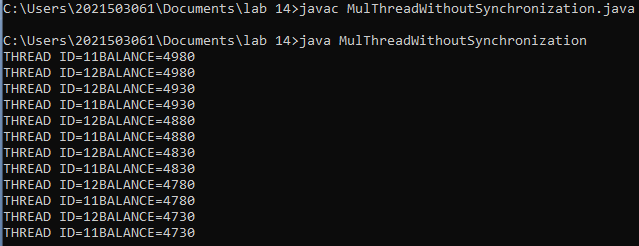 C:\Users\2021503061\Documents\lab 14>javac MulThreadWithoutSynchronization.java
C:\Users\2021503061\Documents\lab 14>java MulThreadWithoutSynchronization
THREAD ID=11BALANCE=4980
THREAD ID=12BALANCE=4980
THREAD ID=12BALANCE=4930
THREAD ID=11BALANCE=4930
THREAD ID=12BALANCE=4880
THREAD ID=11BALANCE=4880
THREAD ID=12BALANCE=4830
THREAD ID=11BALANCE=4830
THREAD ID=12BALANCE=4780
THREAD ID=11BALANCE=4780
THREAD ID=12BALANCE=4730
THREAD ID=11BALANCE=4730